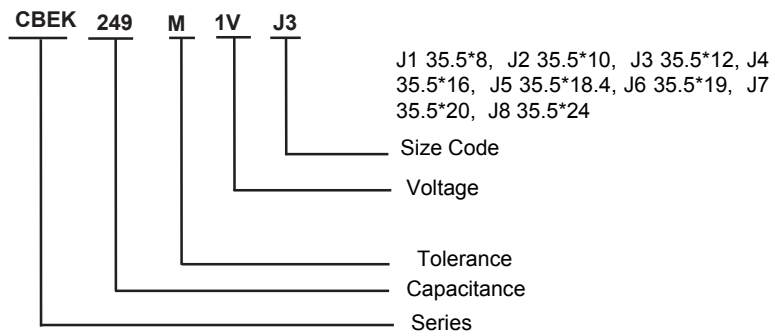 CBEK 249 M 1V J3
J1 35.5*8, J2 35.5*10, J3 35.5*12, J4
35.5*16, J5 35.5*18.4, J6 35.5*19, J7
35.5*20, J8 35.5*24
Size Code
Voltage
Tolerance
Capacitance
Series